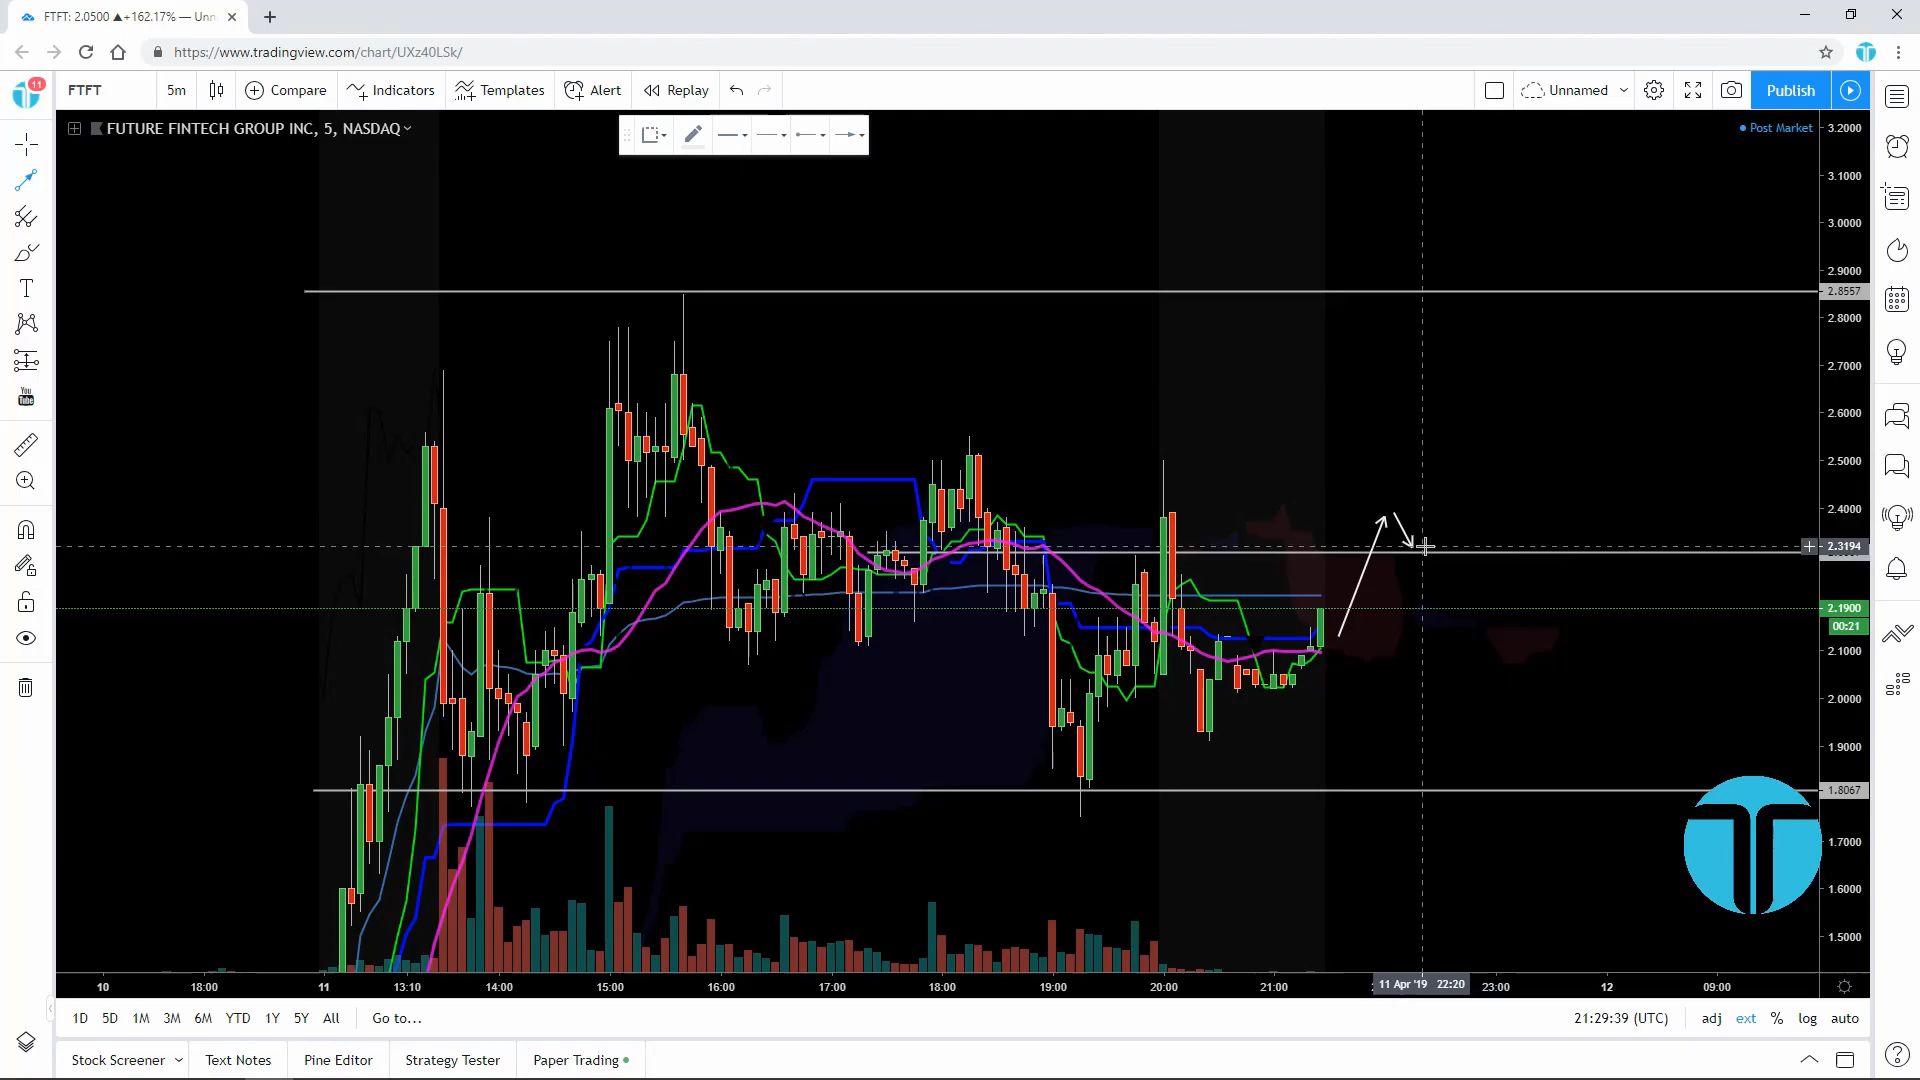 FTFT: 2.0500 ▲+162.17% — Unn
https://www.tradingview.com/chart/UXz40LSk/
11
FTFT 5m Compare Indicators Templates Alert Replay Unnamed Publish
FUTURE FINTECH GROUP INC, 5, NASDAQ
Post Market
3.2000
3.1000
3.0000
2.9000
2.8557
2.8000
2.7000
2.6000
2.5000
2.4000
2.3194
2.1900
00:21
2.1000
2.0000
1.9000
1.8067
1.7000
1.6000
1.5000
You
Tube
10 18:00 11 13:10 14:00 15:00 16:00 17:00 18:00 19:00 20:00 21:00 11 Apr '19 22:20 23:00 12 09:00
1D 5D 1M 3M 6M YTD 1Y 5Y All Go to... 21:29:39 (UTC) adj ext % log auto
Stock Screener Text Notes Pine Editor Strategy Tester Paper Trading